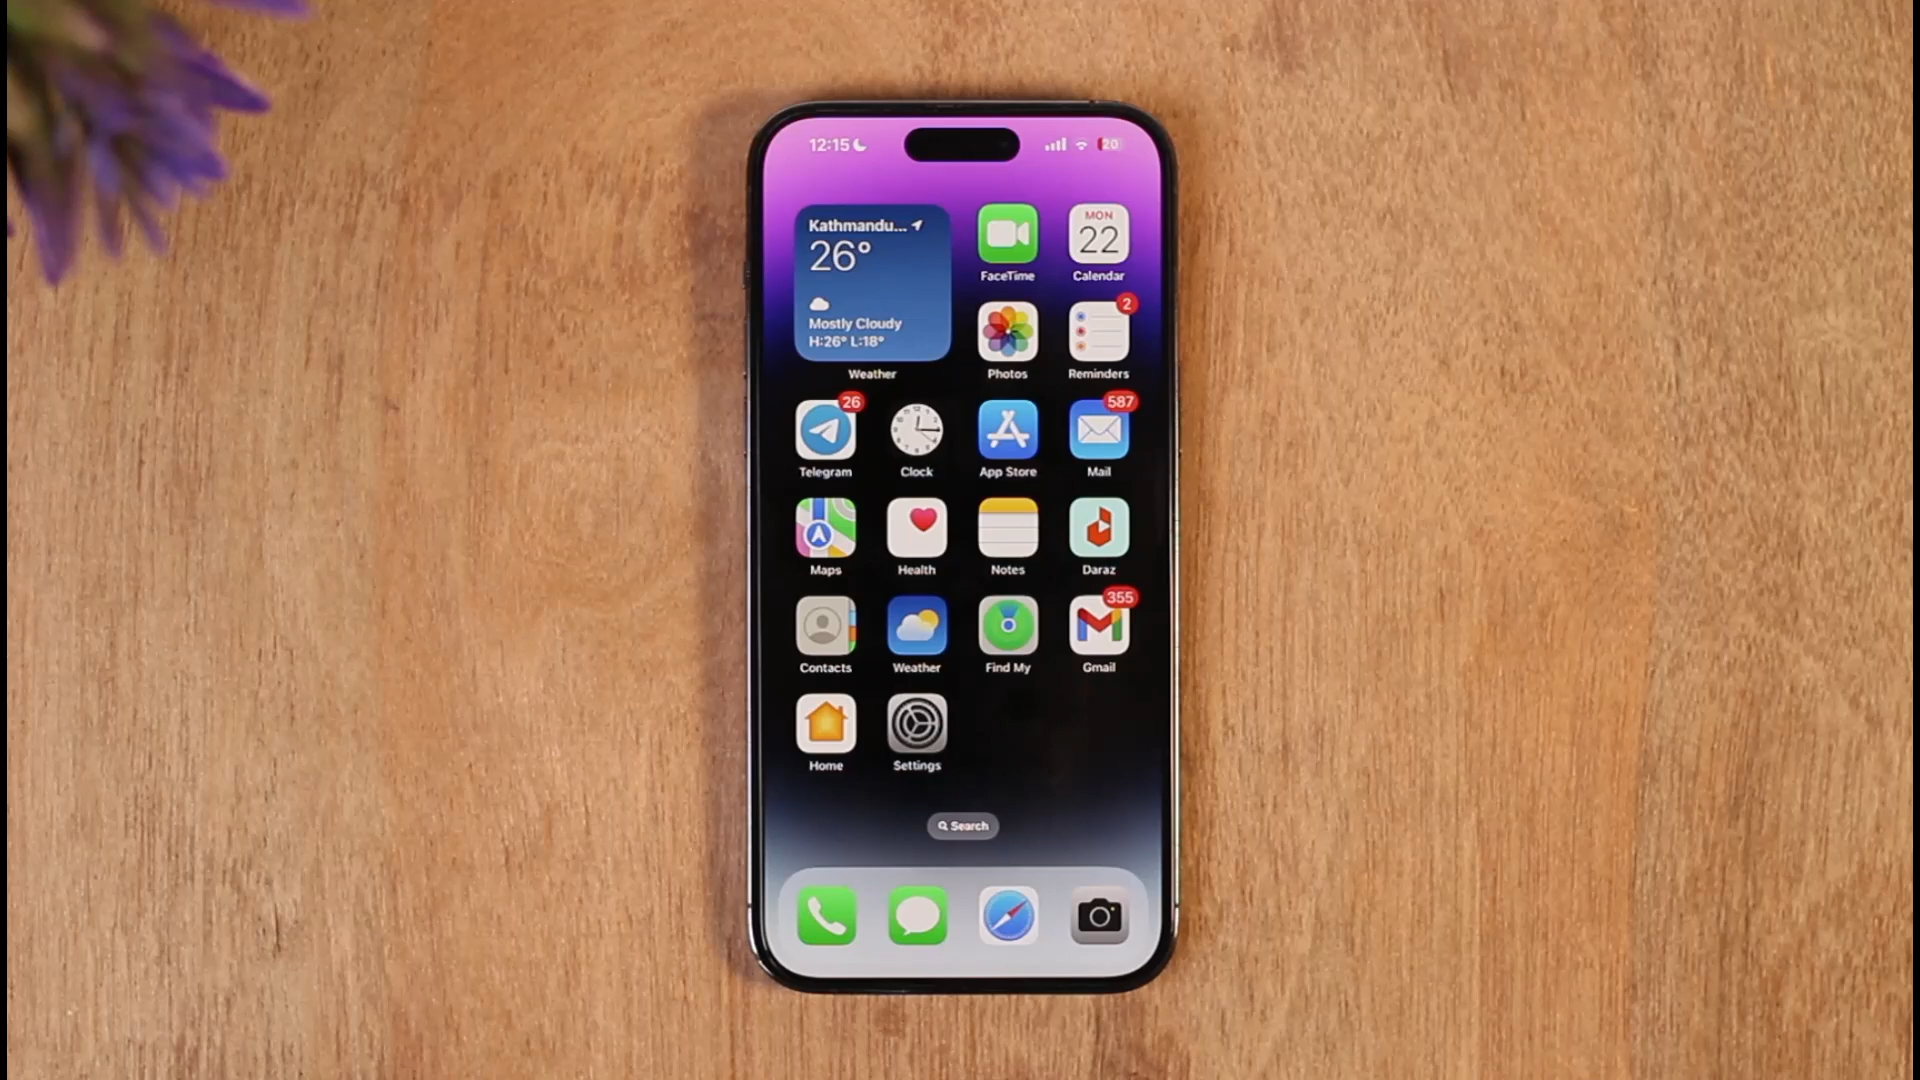 12:15
20
Kathmandu...
26°
Mostly Cloudy
H:26° L:18°
Weather
FaceTime
MON
22
Calendar
Photos
2
Reminders
26
Telegram
12
Clock
App Store
587
Mail
Maps
Health
Notes
Daraz
Contacts
Weather
Find My
355
Gmail
Home
Settings
Search